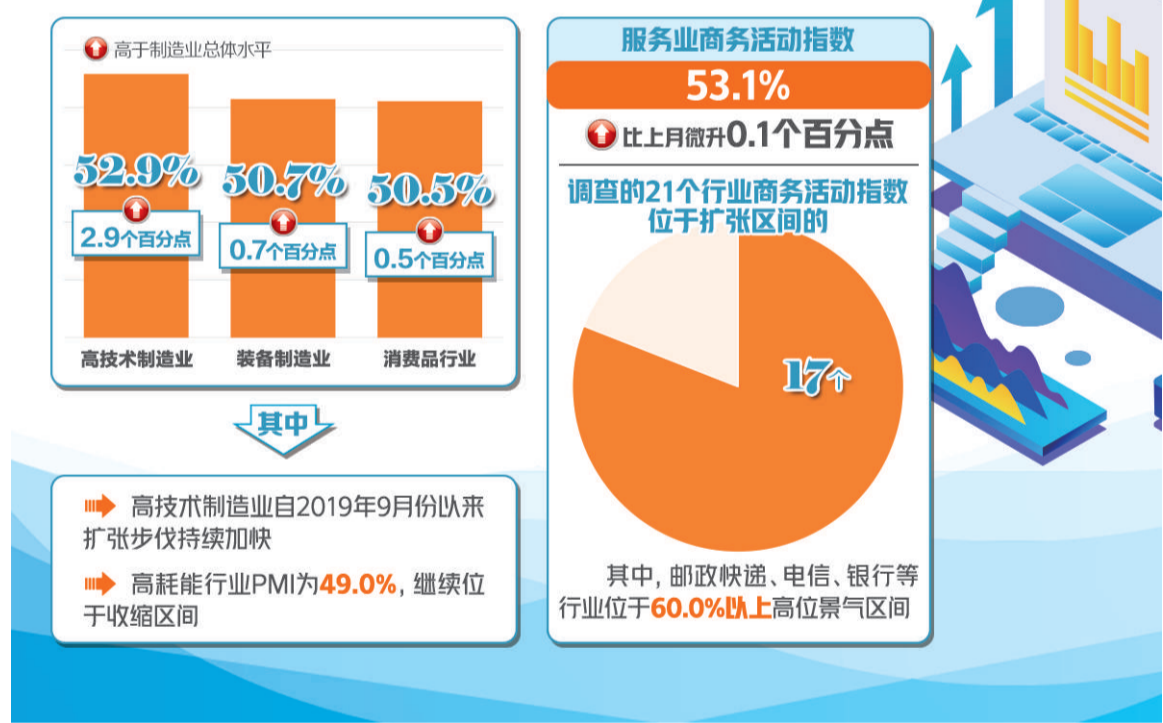 高于制造业总体水平
52.9%
2.9个百分点
高技术制造业
50.7%
0.7个百分点
装备制造业
50.5%
0.5个百分点
消费品行业
其中
高技术制造业自2019年9月份以来
扩张步伐持续加快
高耗能行业PMI为49.0%，继续位
于收缩区间
服务业商务活动指数
53.1%
比上月微升0.1个百分点
调查的21个行业商务活动指数
位于扩张区间的
17个
其中，邮政快递、电信、银行等
行业位于60.0%以上高位景气区间